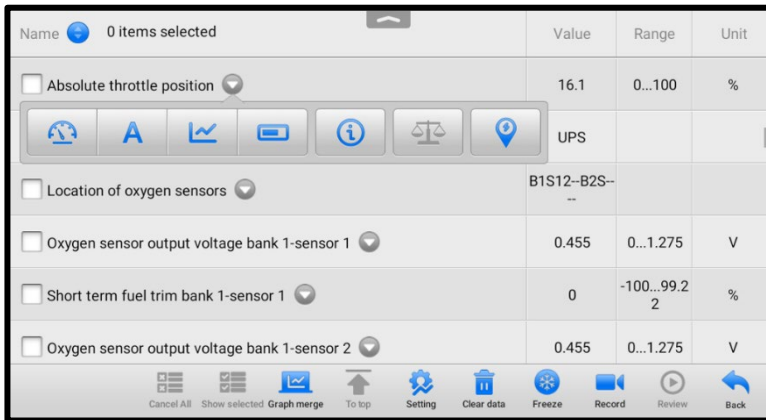 Name 0 items selected Value Range Unit
Absolute throttle position 16.1 0...100 %
A
UPS
Location of oxygen sensors B1S12--B2S--
--
Oxygen sensor output voltage bank 1-sensor 1 0.455 0...1.275 V
Short term fuel trim bank 1-sensor 1 0 -100...99.2
2 %
Oxygen sensor output voltage bank 1-sensor 2 0.455 0...1.275 V
Cancel All Show selected Graph merge To top Setting Clear data Freeze Record Review Back